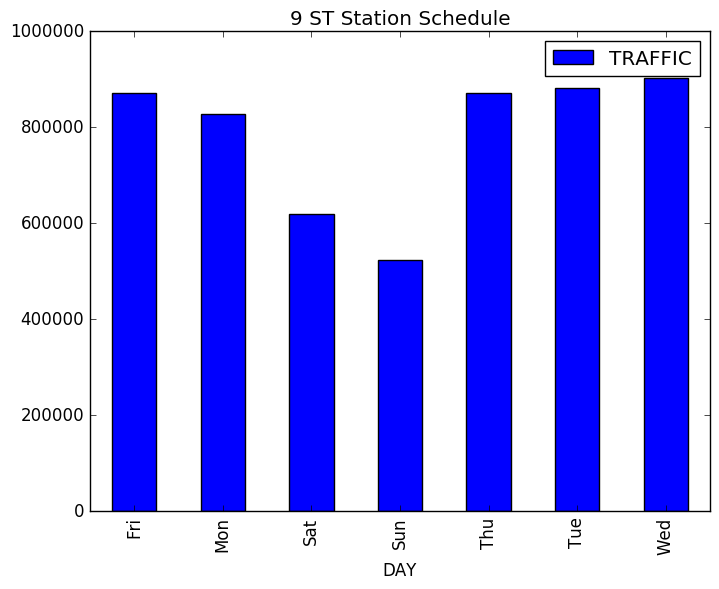 9 ST Station Schedule
1000000
TRAFFIC
800000
600000
400000
200000
0
Fri
Mon
Sat
Sun
Thu
Tue
Wed
DAY